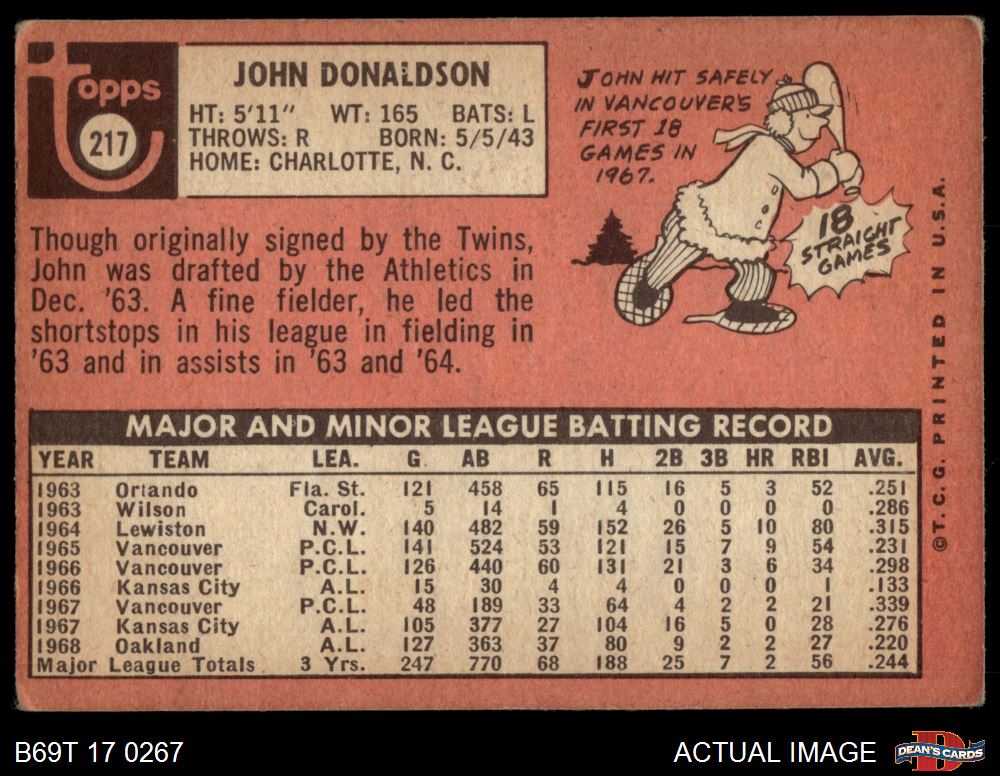 topps
217
JOHN DONALDSON
HT: 5'11" WT: 165 BATS: L
THROWS: R BORN: 5/5/43
HOME: CHARLOTTE, N. C.
JOHN HIT SAFELY
IN VANCOUVER'S
FIRST 18
GAMES IN
1967.
18
STRAIGHT
GAMES
Though originally signed by the Twins,
John was drafted by the Athletics in
Dec. '63. A fine fielder, he led the
shortstops in his league in fielding in
'63 and in assists in '63 and '64.
MAJOR AND MINOR LEAGUE BATTING RECORD
YEAR TEAM LEA. G AB R H 2B 3B HR RBI AVG.
1963 Orlando Fla. St. 121 458 65 115 16 5 3 52 .251
1963 Wilson Carol. 5 14 1 4 0 0 0 0 .286
1964 Lewiston N.W. 140 482 59 152 26 5 10 80 .315
1965 Vancouver P.C.L. 141 524 53 121 15 7 9 54 .231
1966 Vancouver P.C.L. 126 440 60 131 21 3 6 34 .298
1966 Kansas City A.L. 15 30 4 4 0 0 0 1 .133
1967 Vancouver P.C.L. 48 189 33 64 4 2 2 21 .339
1967 Kansas City A.L. 105 377 27 104 16 5 0 28 .276
1968 Oakland A.L. 127 363 37 80 9 2 2 27 .220
Major League Totals 3 Yrs. 247 770 68 188 25 7 2 56 .244
©T.C.G. PRINTED IN U.S.A.
B69T 17 0267
ACTUAL IMAGE
DEAN'S CARDS